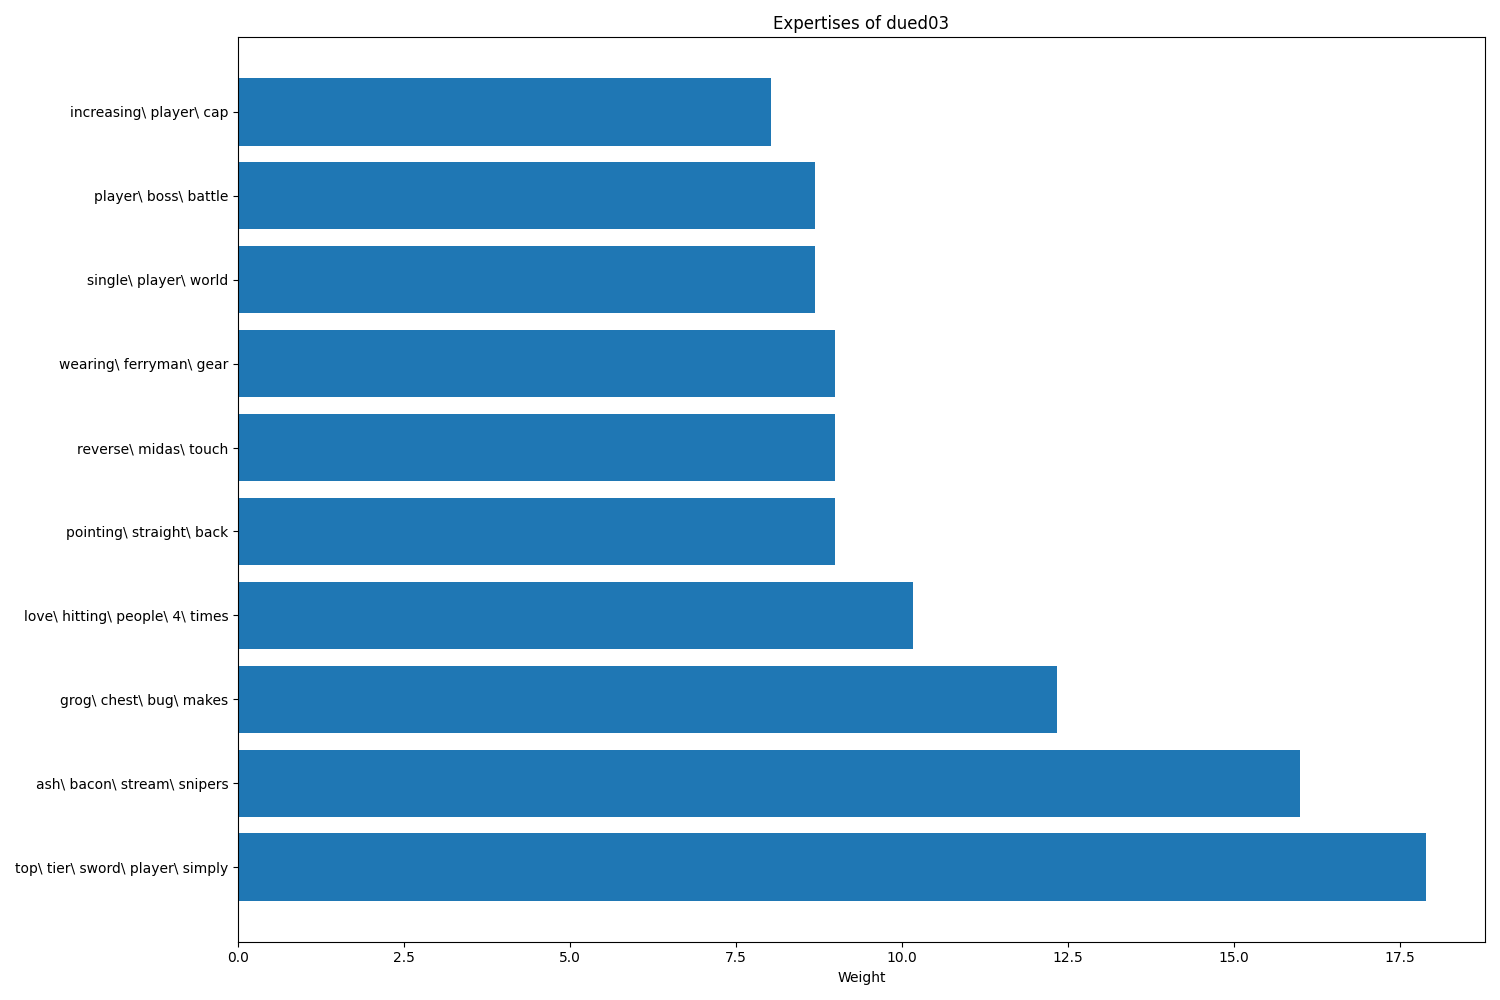 Expertises of dued03
increasing\ player\ cap
player\ boss\ battle
single\ player\ world
wearing\ ferryman\ gear
reverse\ midas\ touch
pointing\ straight\ back
love\ hitting\ people\ 4\ times
grog\ chest\ bug\ makes
ash\ bacon\ stream\ snipers
top\ tier\ sword\ player\ simply
0.0 2.5 5.0 7.5 10.0 12.5 15.0 17.5
Weight